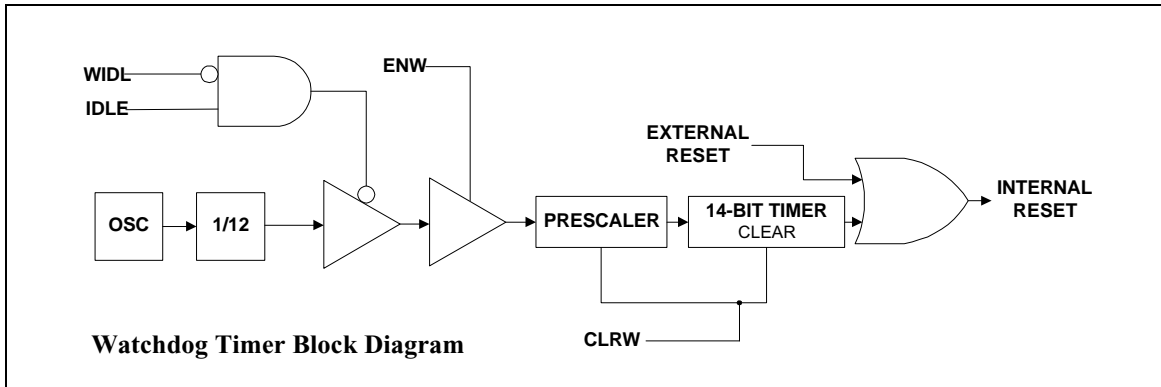 WIDL
IDLE
ENW
EXTERNAL
RESET
INTERNAL
RESET
OSC
1/12
PRESCALER
14-BIT TIMER
CLEAR
CLRW
Watchdog Timer Block Diagram